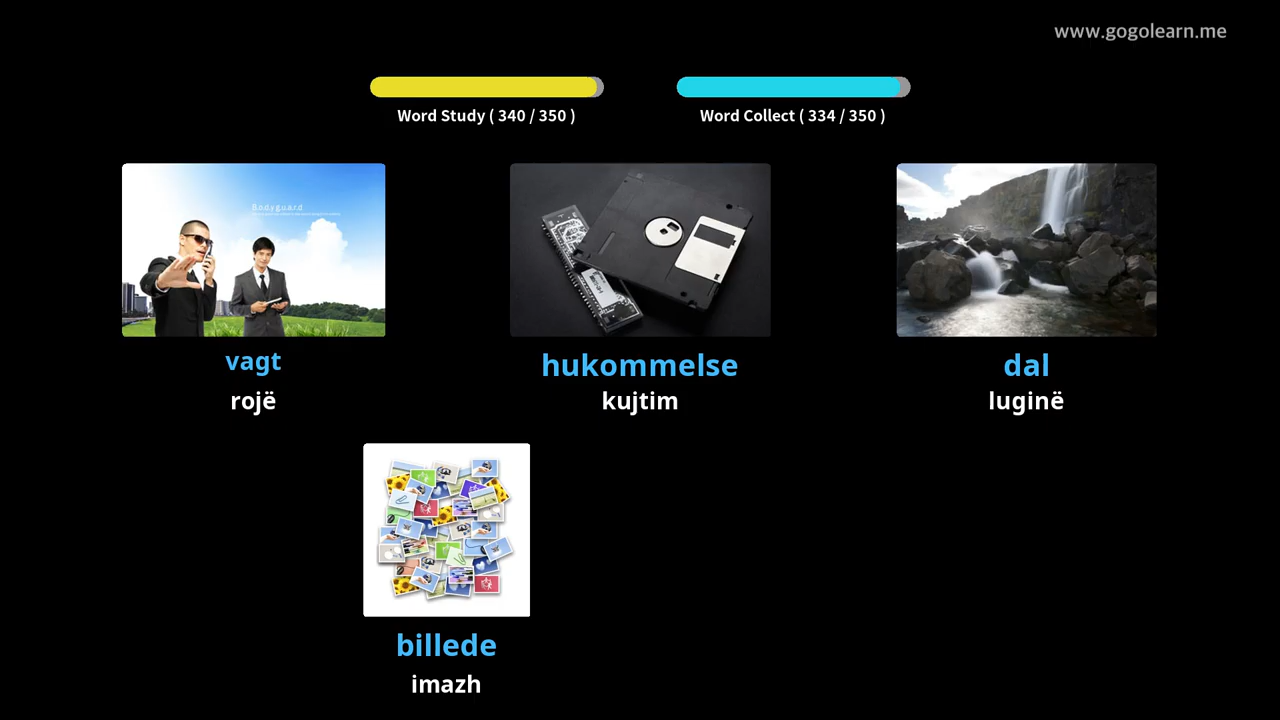 www.gogolearn.me
Word Study ( 340 / 350 )
Word Collect ( 334 / 350 )
Bodyguard
vagt
rojë
hukommelse
kujtim
dal
luginë
billede
imazh